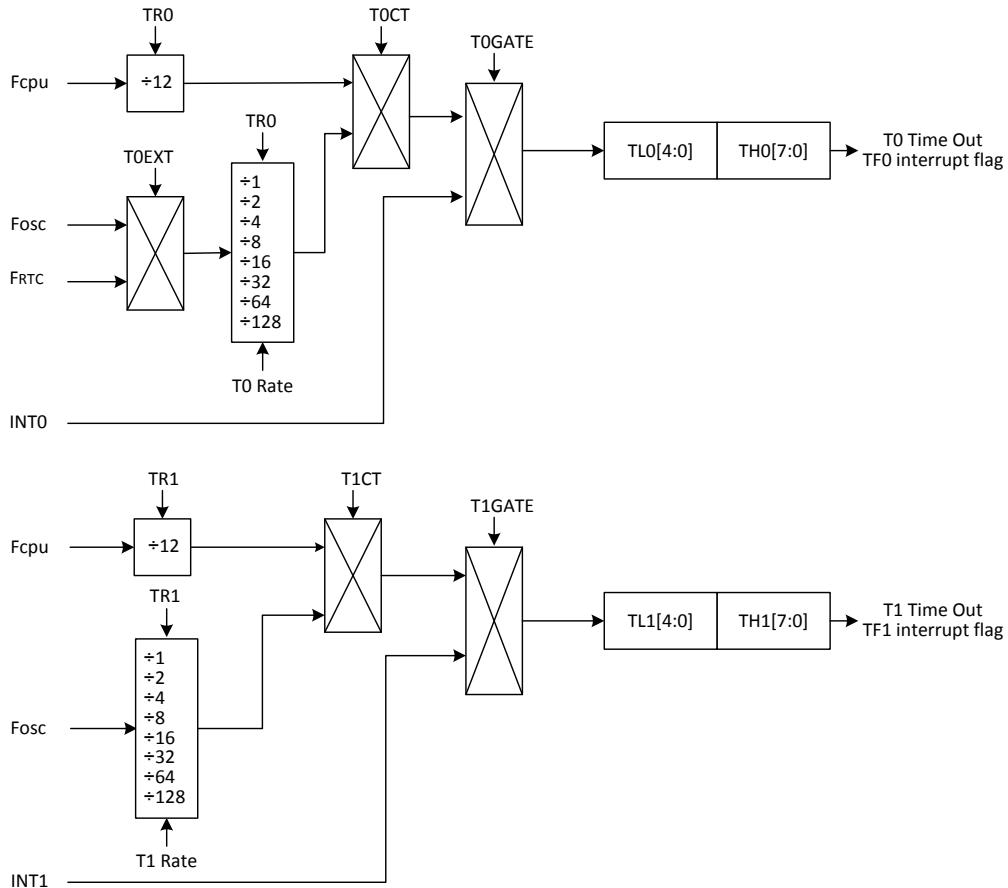 TR0
T0CT
T0GATE
Fcpu
÷12
TR0
T0EXT
÷1
÷2
÷4
÷8
÷16
÷32
÷64
÷128
Fosc
FRTC
T0 Rate
INT0
TL0[4:0]
TH0[7:0]
T0 Time Out
TF0 interrupt flag
TR1
T1CT
T1GATE
Fcpu
÷12
TR1
÷1
÷2
÷4
÷8
÷16
÷32
÷64
÷128
Fosc
T1 Rate
INT1
TL1[4:0]
TH1[7:0]
T1 Time Out
TF1 interrupt flag